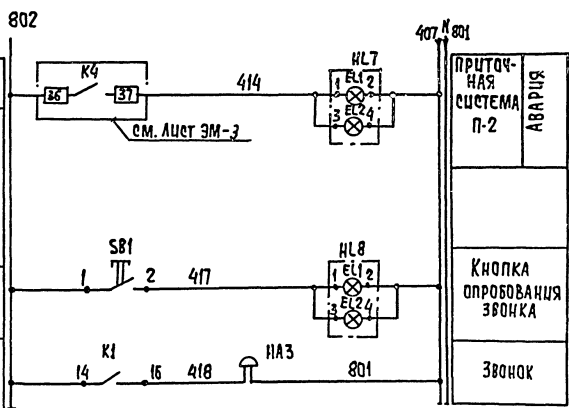 802
407 N 801
K4
36 37
414
HL7
1 EL1 2
3 EL2 4
СМ. ЛИСТ ЭМ-3
ПРИТОЧ-
НАЯ
СИСТЕМА
П-2
АВАРИЯ
SB1
1 2 417
HL8
1 EL1 2
3 EL2 4
КНОПКА
ОПРОБОВАНИЯ
ЗВОНКА
K1
14 16 418
HA3
801
ЗВОНОК